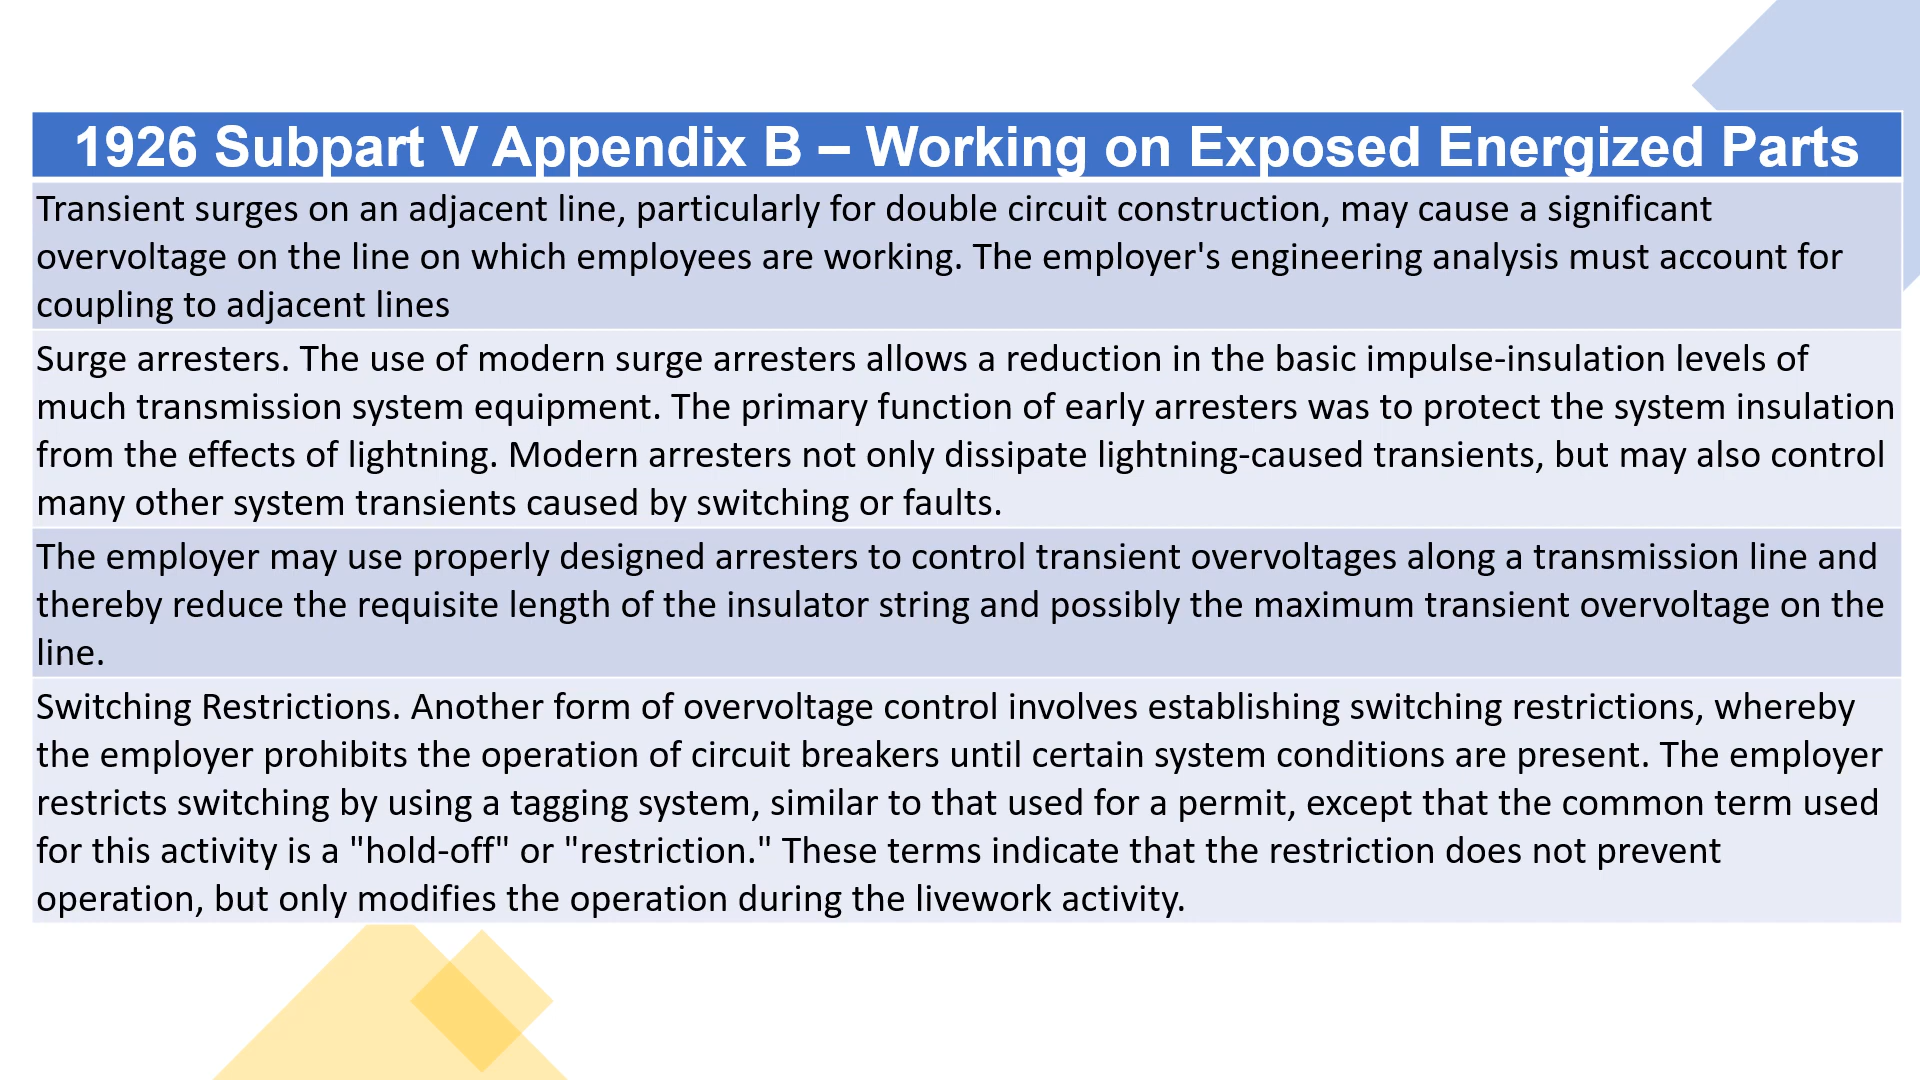 1926 Subpart V Appendix B – Working on Exposed Energized Parts
Transient surges on an adjacent line, particularly for double circuit construction, may cause a significant
overvoltage on the line on which employees are working. The employer's engineering analysis must account for
coupling to adjacent lines
Surge arresters. The use of modern surge arresters allows a reduction in the basic impulse-insulation levels of
much transmission system equipment. The primary function of early arresters was to protect the system insulation
from the effects of lightning. Modern arresters not only dissipate lightning-caused transients, but may also control
many other system transients caused by switching or faults.
The employer may use properly designed arresters to control transient overvoltages along a transmission line and
thereby reduce the requisite length of the insulator string and possibly the maximum transient overvoltage on the
line.
Switching Restrictions. Another form of overvoltage control involves establishing switching restrictions, whereby
the employer prohibits the operation of circuit breakers until certain system conditions are present. The employer
restricts switching by using a tagging system, similar to that used for a permit, except that the common term used
for this activity is a "hold-off" or "restriction." These terms indicate that the restriction does not prevent
operation, but only modifies the operation during the livework activity.